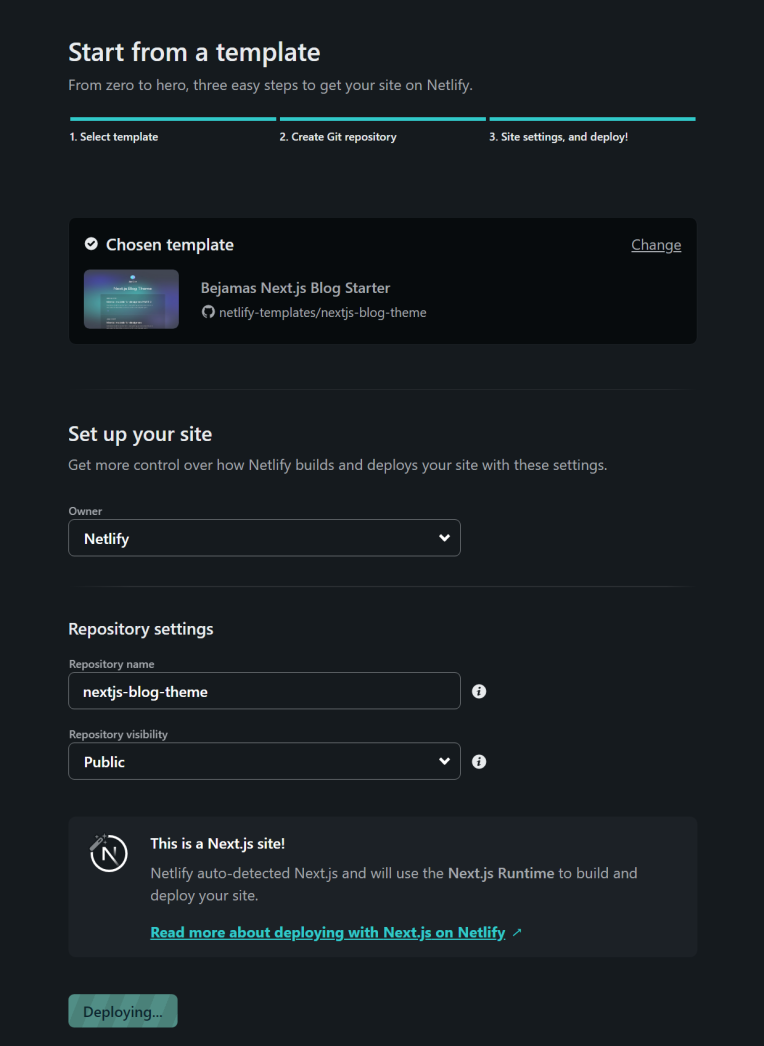 Start from a template
From zero to hero, three easy steps to get your site on Netlify.
1. Select template
2. Create Git repository
3. Site settings, and deploy!
Chosen template
Change
Next.js Blog Theme
Bejamas Next.js Blog Starter
netlify-templates/nextjs-blog-theme
Set up your site
Get more control over how Netlify builds and deploys your site with these settings.
Owner
Netlify
Repository settings
Repository name
nextjs-blog-theme
Repository visibility
Public
This is a Next.js site!
Netlify auto-detected Next.js and will use the Next.js Runtime to build and
deploy your site.
Read more about deploying with Next.js on Netlify ↗
Deploying...